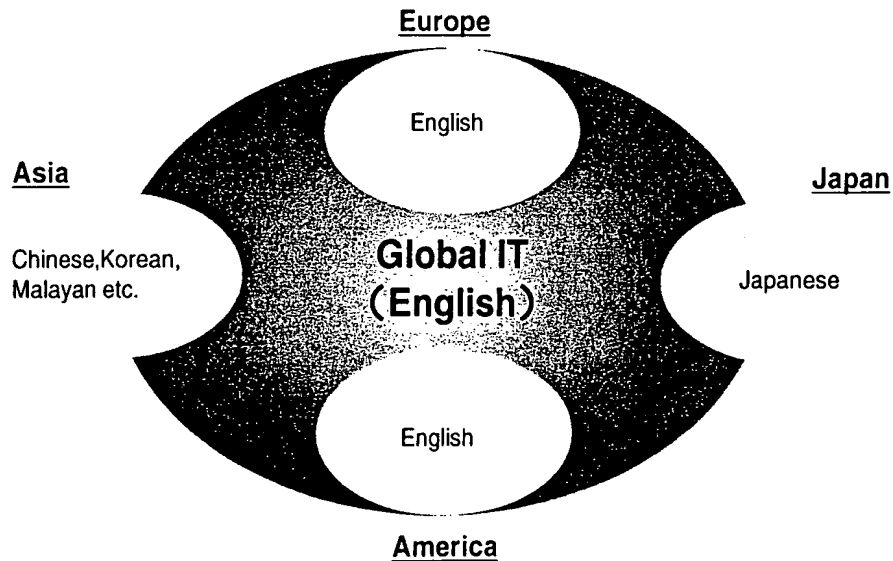 Europe
English
Asia
Japan
Chinese,Korean,
Malayan etc.
Global IT
(English)
Japanese
English
America